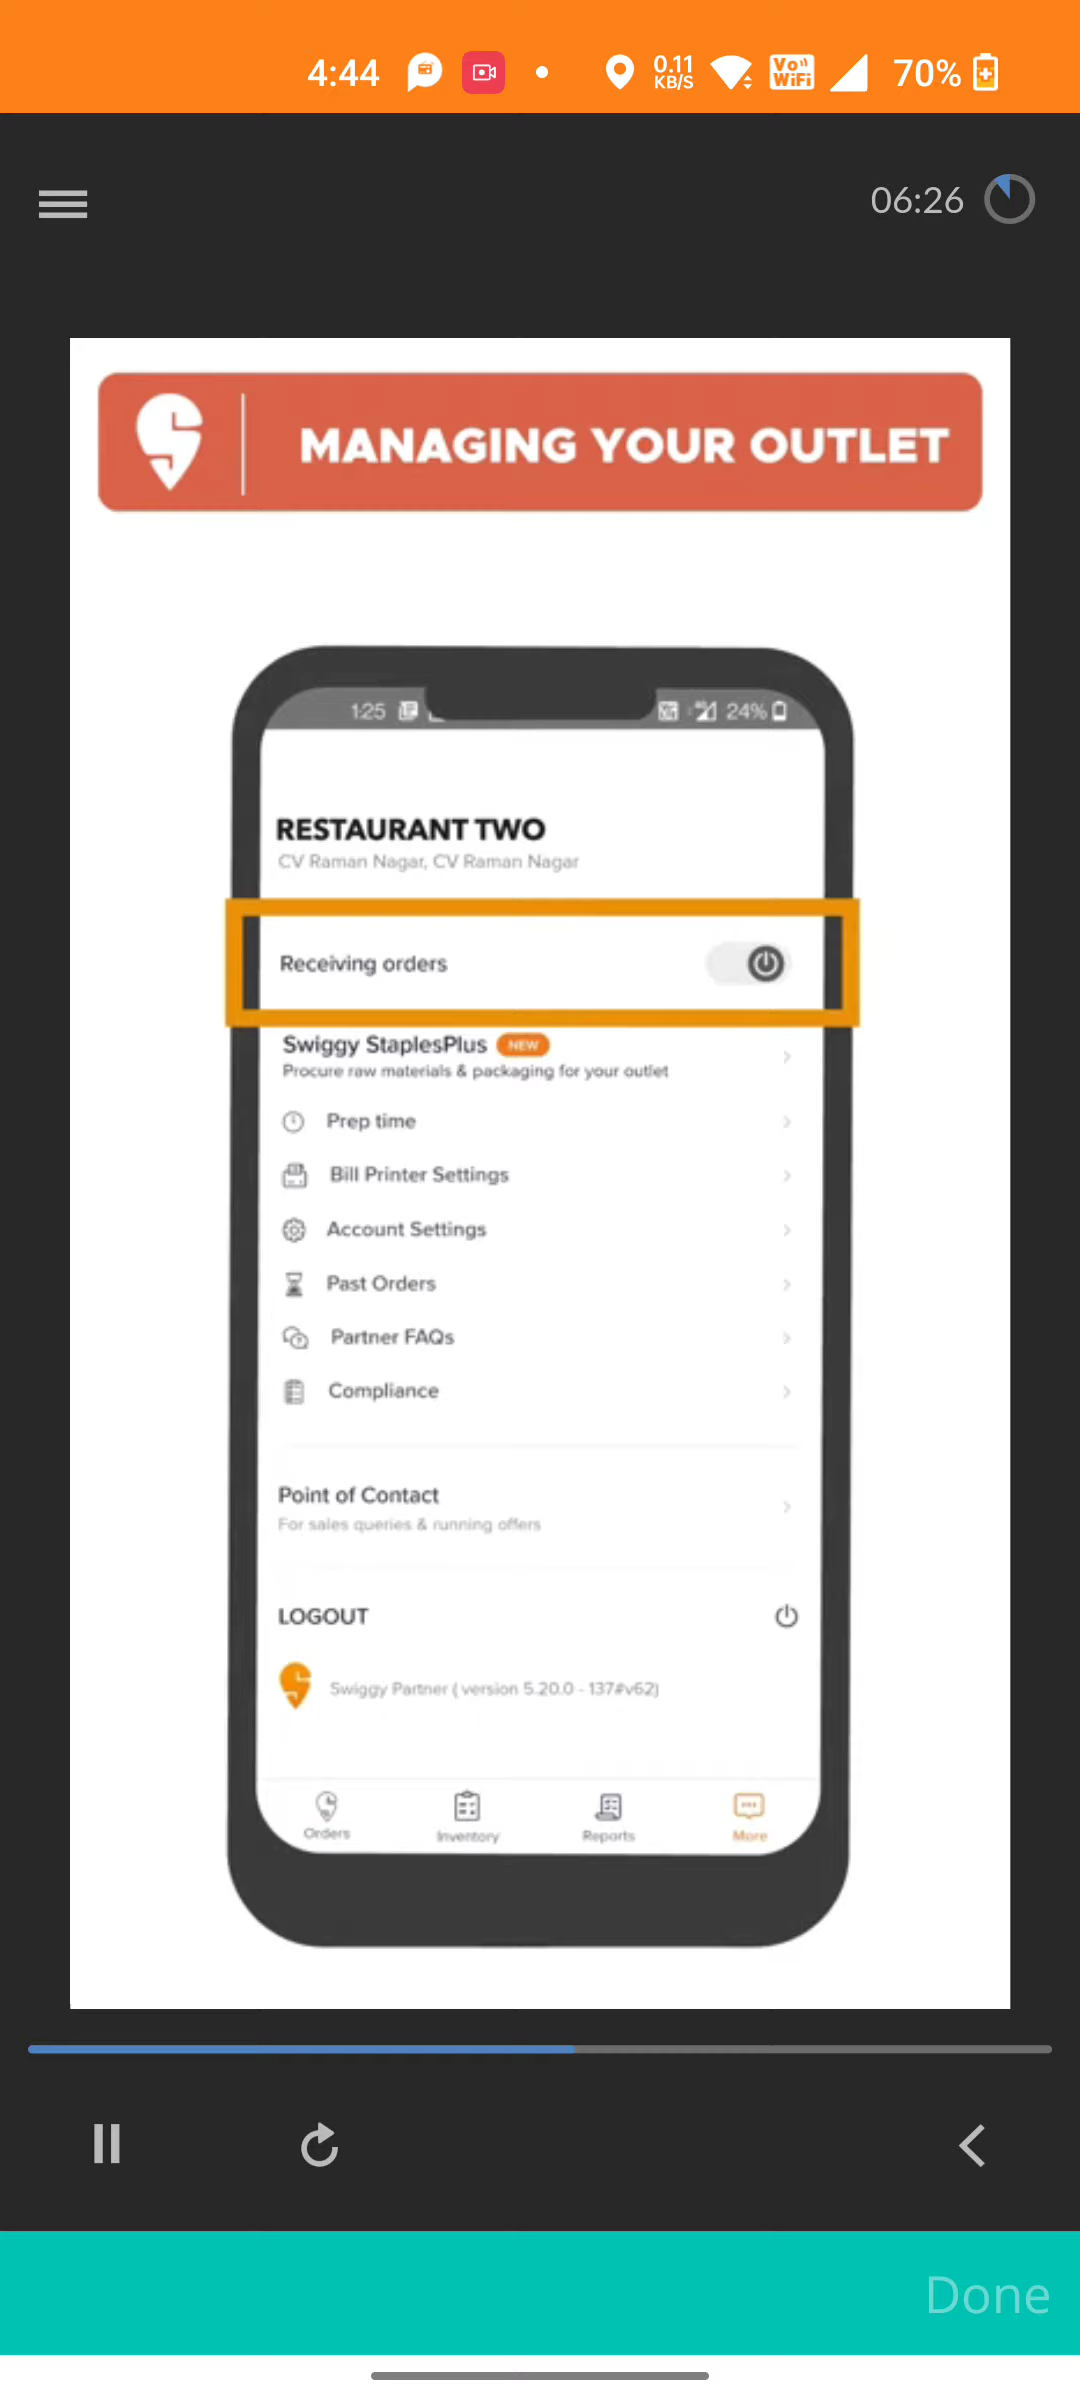 4:44
0.11
KB/S
Vo
WiFi
70%
06:26
MANAGING YOUR OUTLET
1:25
24%
RESTAURANT TWO
CV Raman Nagar, CV Raman Nagar
Receiving orders
Swiggy StaplesPlus NEW
Procure raw materials & packaging for your outlet
Prep time
Bill Printer Settings
Account Settings
Past Orders
Partner FAQs
Compliance
Point of Contact
For sales queries & running offers
LOGOUT
Swiggy Partner ( version 5.20.0 - 137#v62)
Orders
Inventory
Reports
More
Done